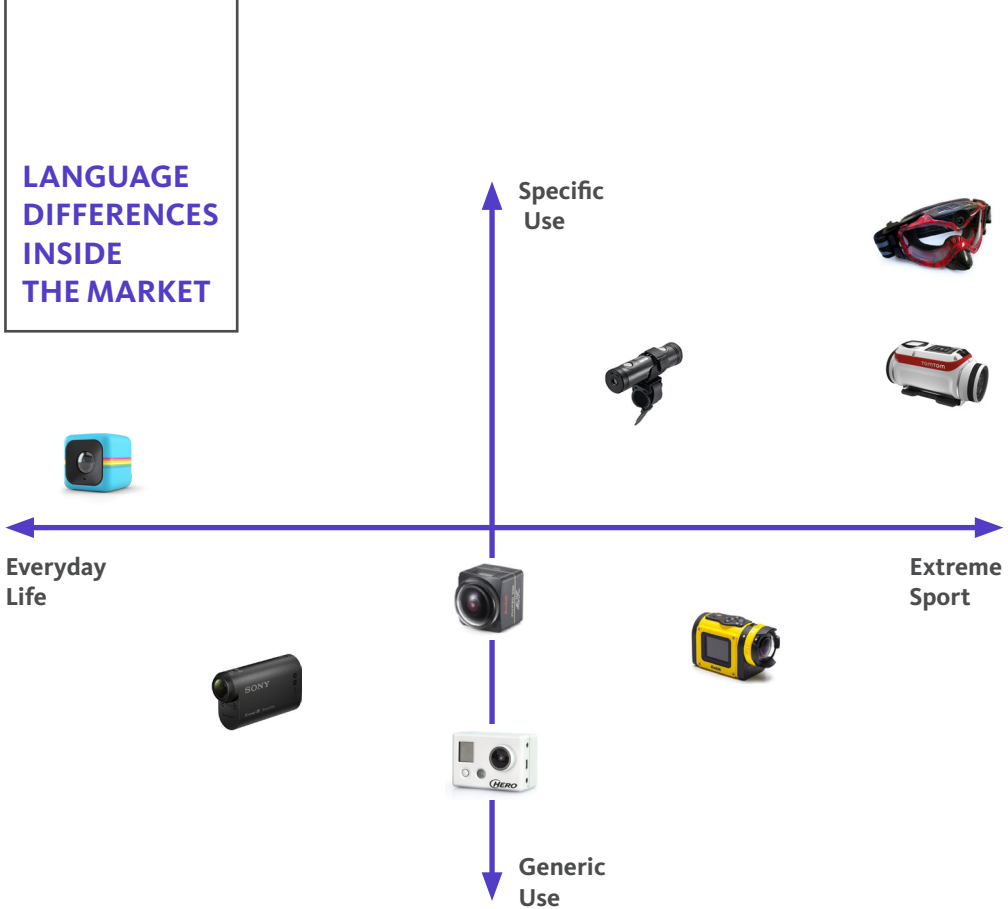 LANGUAGE
DIFFERENCES
INSIDE
THE MARKET
Specific
Use
TOMTOM
Everyday
Life
Extreme
Sport
SONY
HERO
Generic
Use